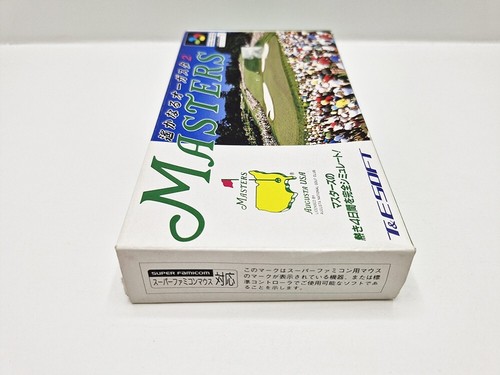 遙かなるオーガスタ2
MASTERS
MASTERS
AUGUSTA USA
マスターズの
熱き4日間を完全シミュレート!
T&E SOFT
SUPER FAMICOM
スーパーファミコンマウス 対応
このマークはスーパーファミコン用マウス
のマークが表示されている機器、または標
準コントローラでご使用可能なソフトであ
ることを示します。